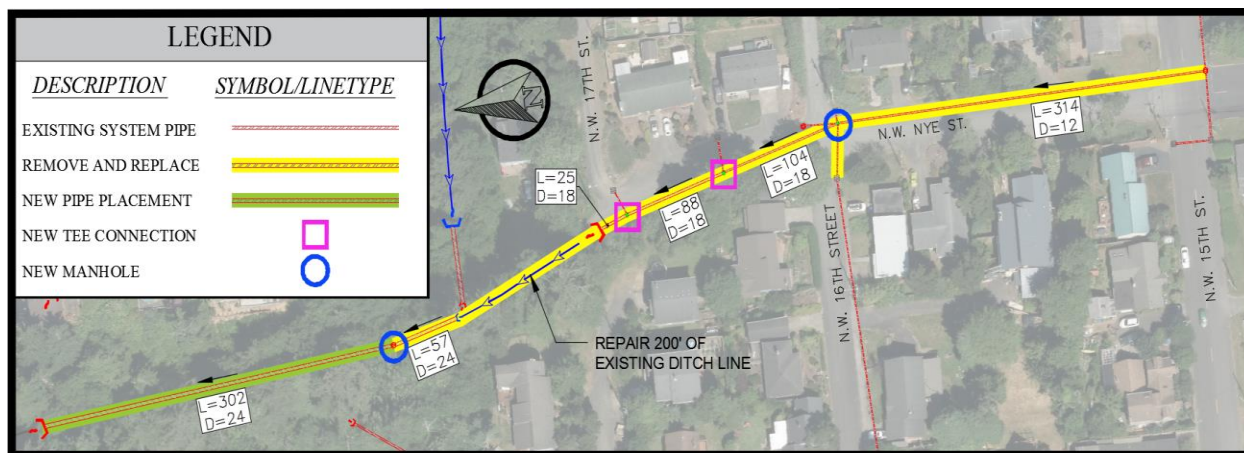 LEGEND
DESCRIPTION SYMBOL/LINETYPE
EXISTING SYSTEM PIPE
REMOVE AND REPLACE
NEW PIPE PLACEMENT
NEW TEE CONNECTION
NEW MANHOLE
N
N.W. 17TH ST.
L=25
D=18
L=88
D=18
L=104
D=18
N.W. NYE ST.
L=314
D=12
N.W. 16TH STREET
N.W. 15TH ST.
REPAIR 200' OF
EXISTING DITCH LINE
L=57
D=24
L=302
D=24